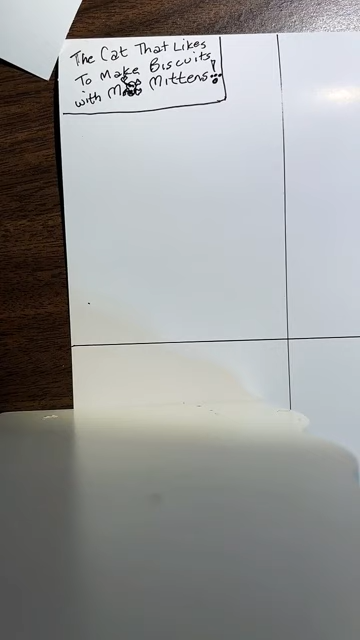 The Cat That Likes
To Make Biscuits
with Mittens!